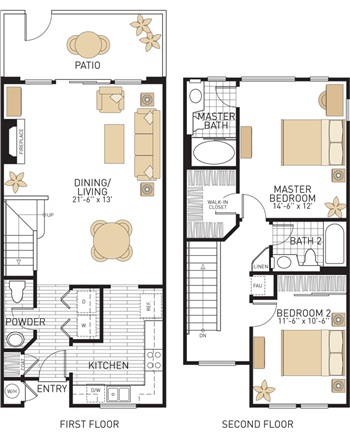 PATIO
FIREPLACE
DINING/
LIVING
21'-6" x 13'
UP
POWDER
D
W
REF.
COAT
KITCHEN
W/H
ENTRY
D/W
FIRST FLOOR
MASTER
BATH
WALK-IN
CLOSET
MASTER
BEDROOM
14'-6" x 12'
BATH 2
LINEN
FAU
DN
BEDROOM 2
11'-6" x 10'-6"
SECOND FLOOR